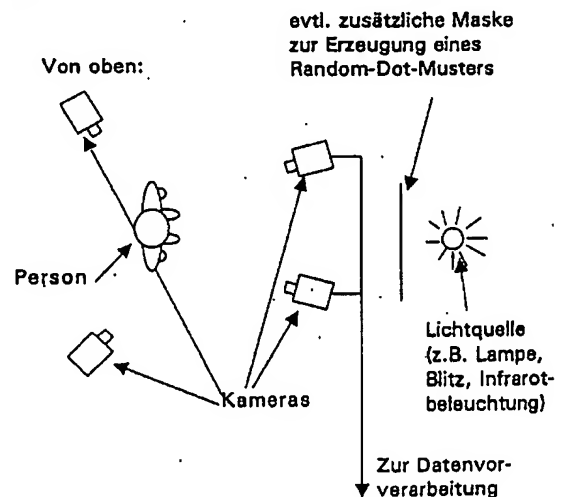 evtl. zusätzliche Maske
zur Erzeugung eines
Random-Dot-Musters
Von oben:
Person
Kameras
Lichtquelle
(z.B. Lampe,
Blitz, Infrarot-
beleuchtung)
Zur Datenvor-
verarbeitung